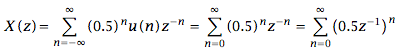 X(z) = ∑_{n=-∞}^{∞} (0.5)^n u(n)z^{-n} = ∑_{n=0}^{∞} (0.5)^n z^{-n} = ∑_{n=0}^{∞} (0.5z^{-1})^n